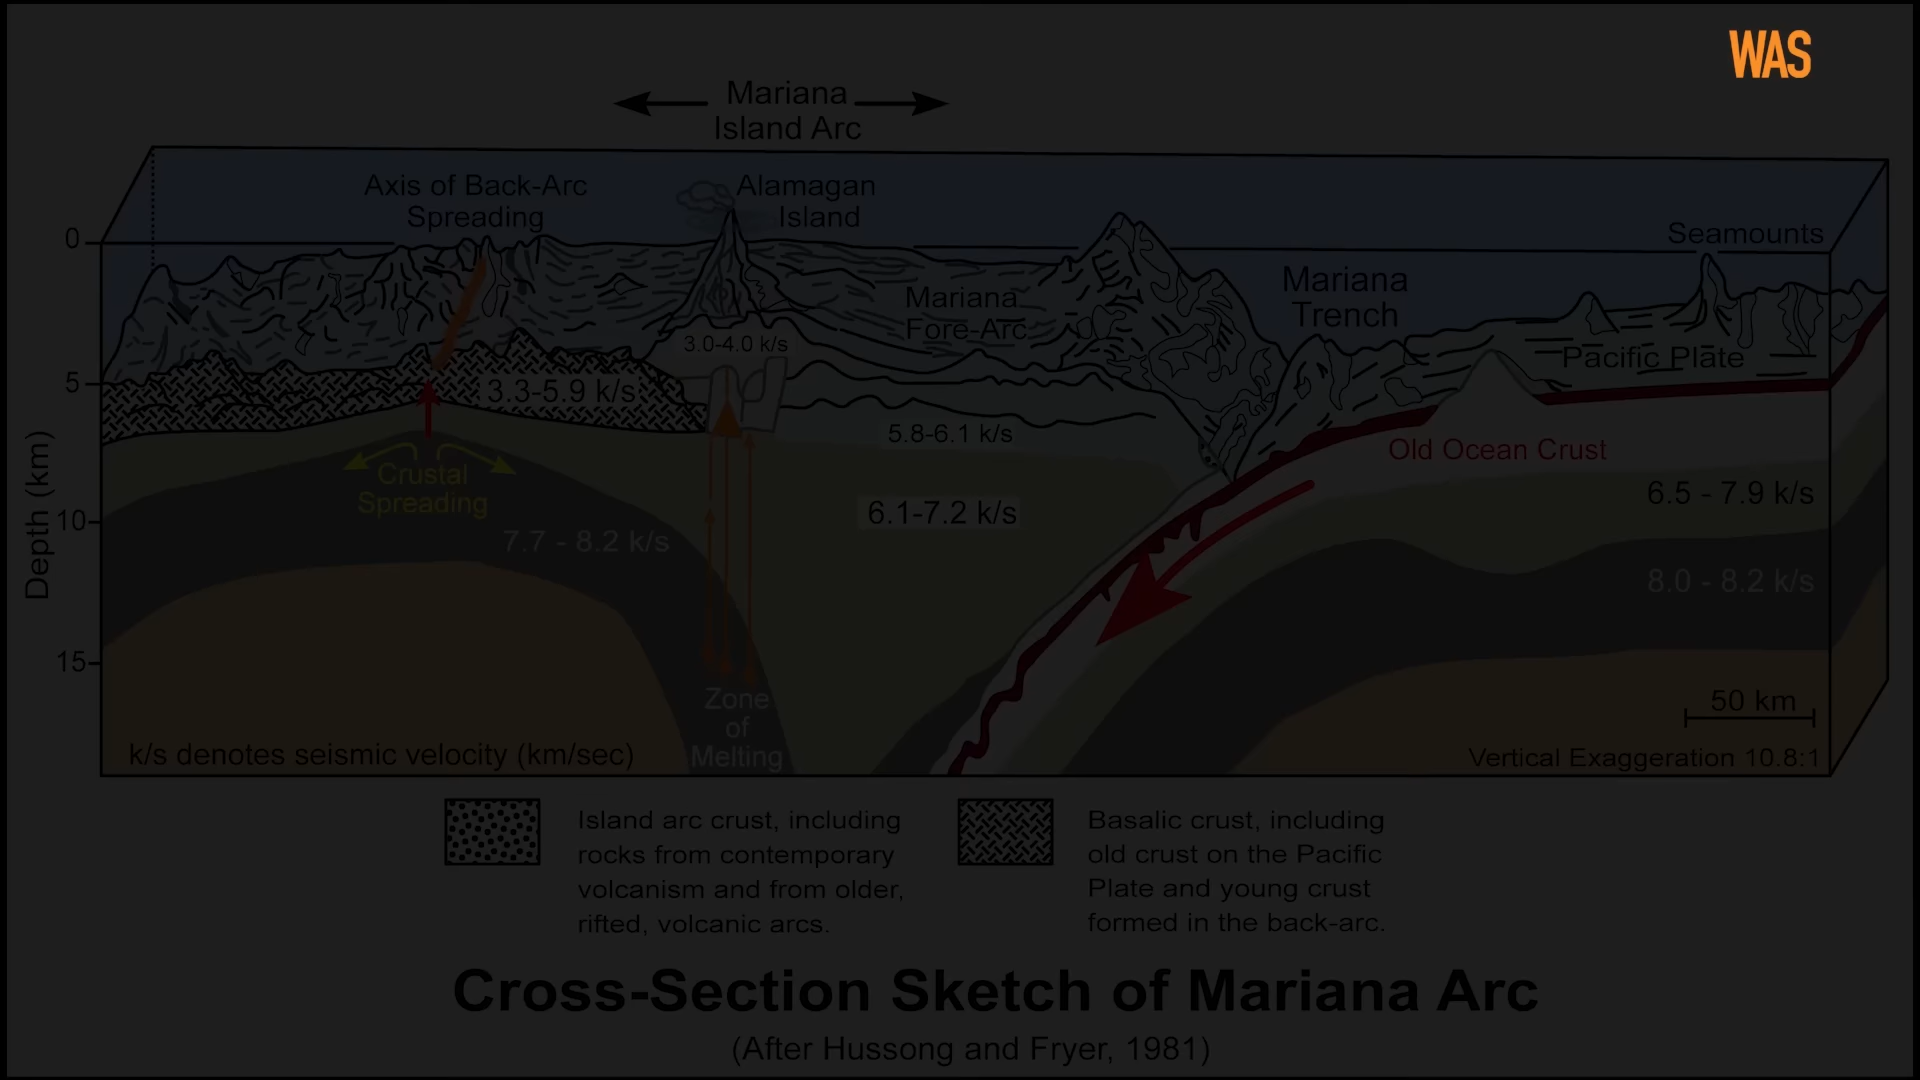 WAS
Mariana
Island Arc
Axis of Back-Arc
Spreading
Alamagan
Island
Seamounts
0
Mariana
Trench
Mariana
Fore-Arc
3.0-4.0 k/s
Pacific Plate
5
3.3-5.9 k/s
5.8-6.1 k/s
Old Ocean Crust
Crustal
Spreading
6.5 - 7.9 k/s
6.1-7.2 k/s
10
7.7 - 8.2 k/s
Depth (km)
8.0 - 8.2 k/s
15
Zone
of
Melting
50 km
k/s denotes seismic velocity (km/sec)
Vertical Exaggeration 10.8:1
Island arc crust, including
rocks from contemporary
volcanism and from older,
rifted, volcanic arcs.
Basalic crust, including
old crust on the Pacific
Plate and young crust
formed in the back-arc.
Cross-Section Sketch of Mariana Arc
(After Hussong and Fryer, 1981)